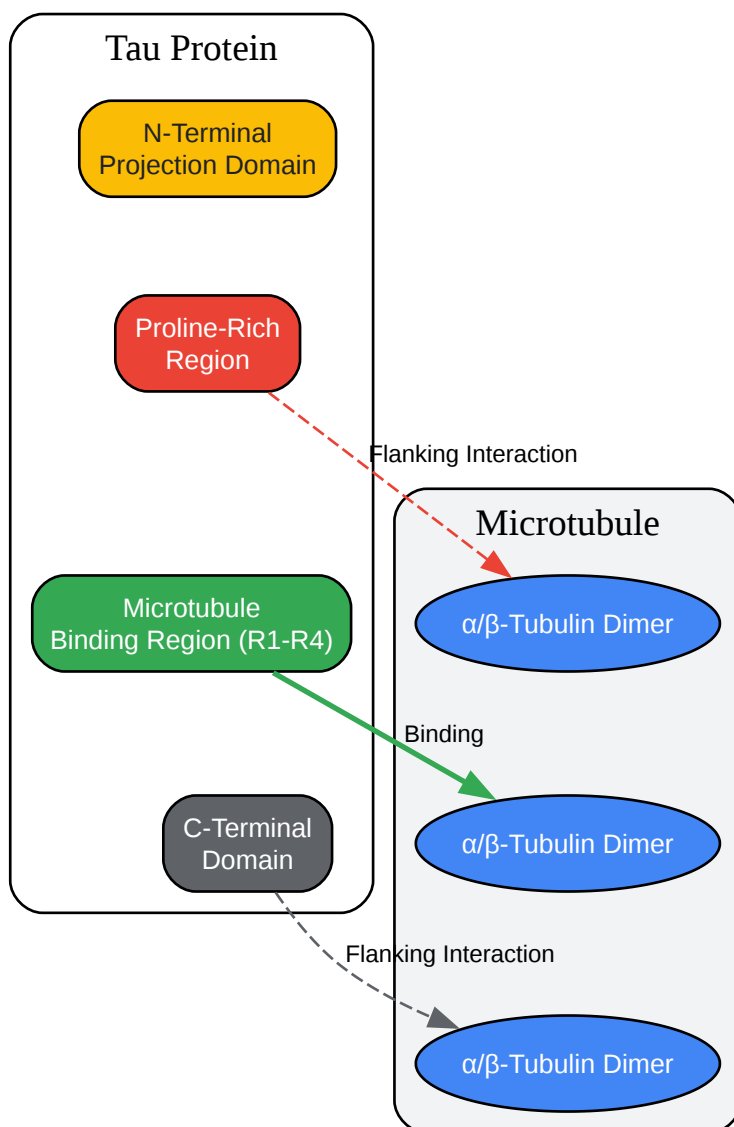 Tau Protein
N-Terminal
Projection Domain
Proline-Rich
Region
Flanking Interaction
Microtubule
α/β-Tubulin Dimer
Microtubule
Binding Region (R1-R4)
Binding
α/β-Tubulin Dimer
C-Terminal
Domain
Flanking Interaction
α/β-Tubulin Dimer